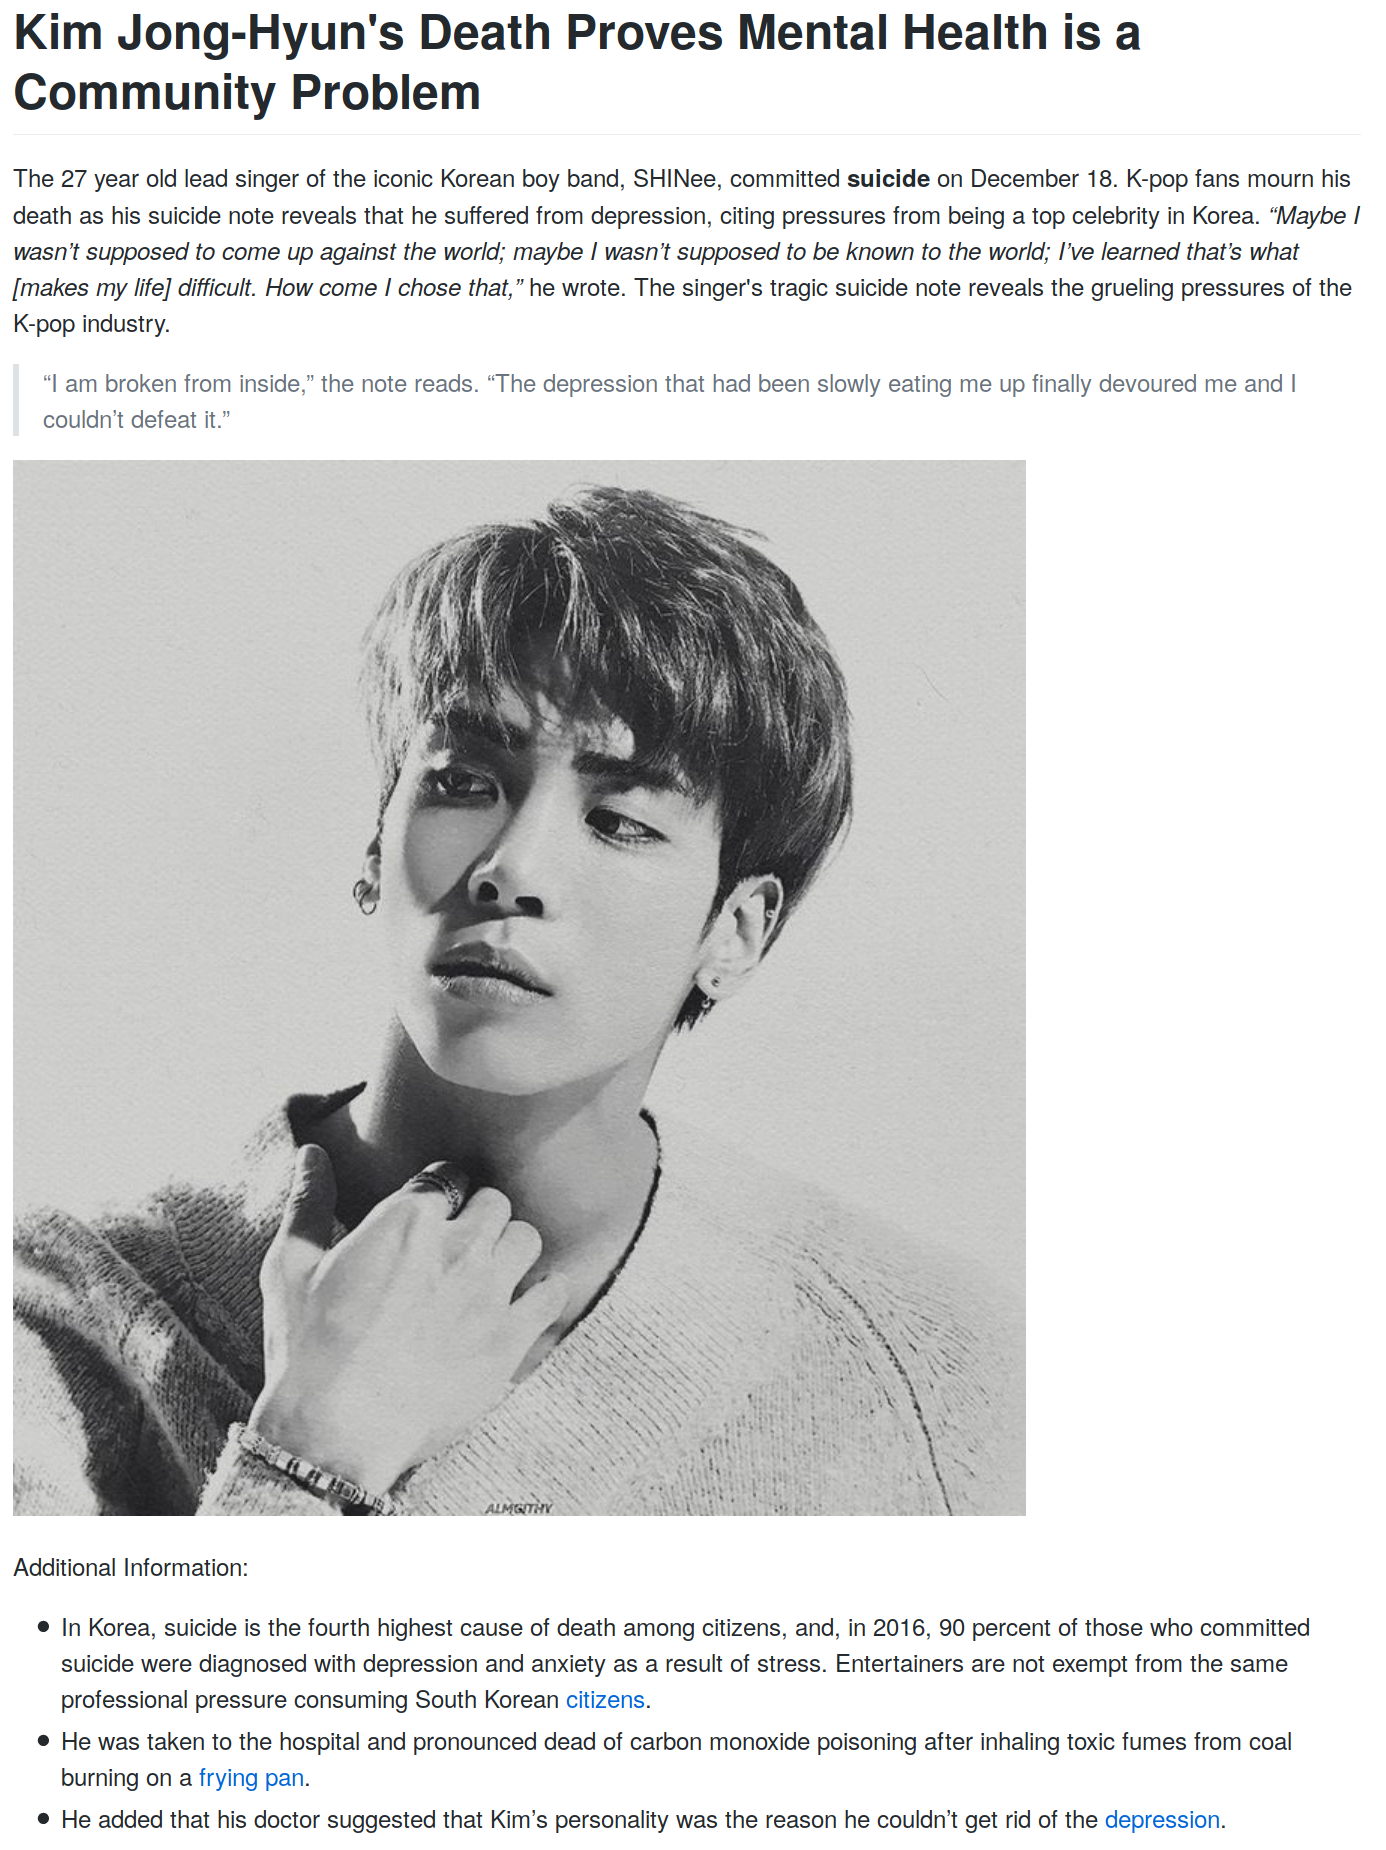 Kim Jong-Hyun's Death Proves Mental Health is a
Community Problem
The 27 year old lead singer of the iconic Korean boy band, SHINee, committed suicide on December 18. K-pop fans mourn his
death as his suicide note reveals that he suffered from depression, citing pressures from being a top celebrity in Korea. “Maybe I
wasn’t supposed to come up against the world; maybe I wasn’t supposed to be known to the world; I’ve learned that’s what
[makes my life] difficult. How come I chose that,” he wrote. The singer's tragic suicide note reveals the grueling pressures of the
K-pop industry.
“I am broken from inside,” the note reads. “The depression that had been slowly eating me up finally devoured me and I
couldn’t defeat it.”
ALMGITHY
Additional Information:
In Korea, suicide is the fourth highest cause of death among citizens, and, in 2016, 90 percent of those who committed
suicide were diagnosed with depression and anxiety as a result of stress. Entertainers are not exempt from the same
professional pressure consuming South Korean citizens.
He was taken to the hospital and pronounced dead of carbon monoxide poisoning after inhaling toxic fumes from coal
burning on a frying pan.
He added that his doctor suggested that Kim’s personality was the reason he couldn’t get rid of the depression.